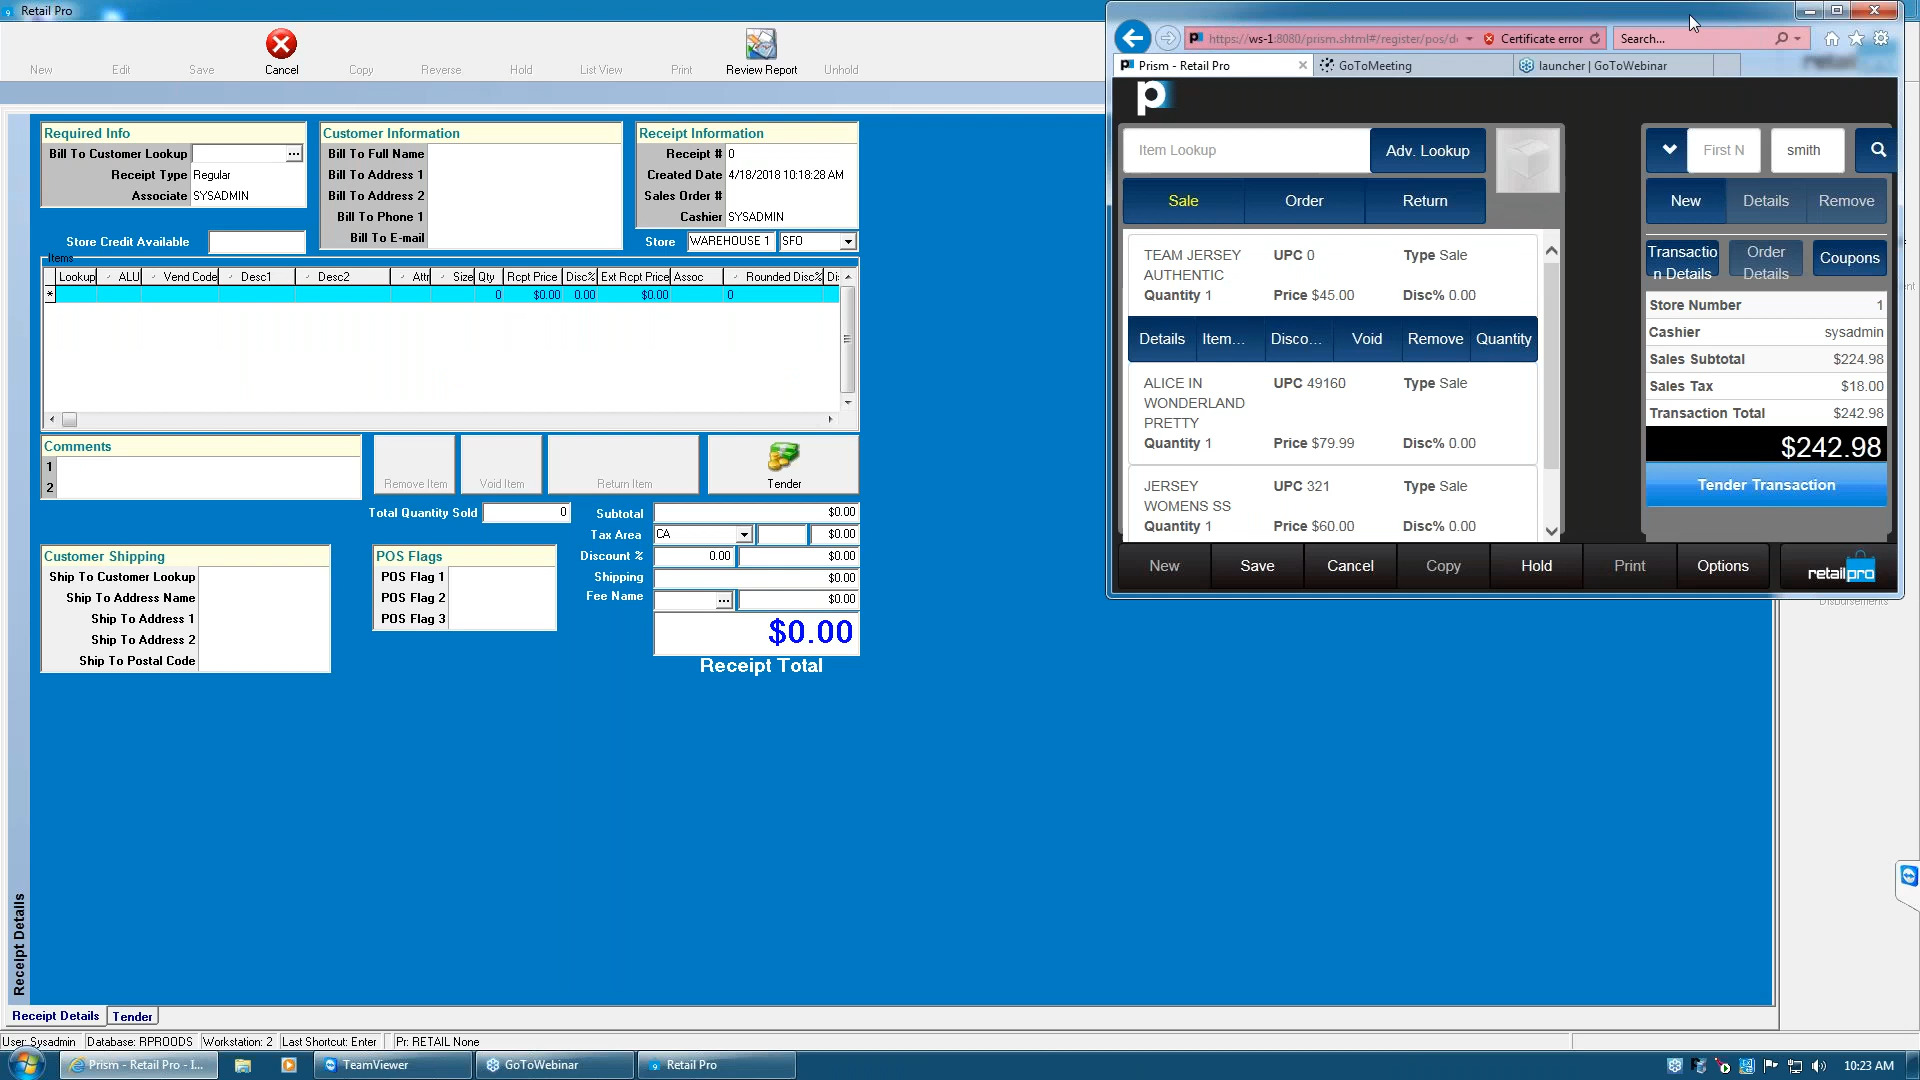 Retail Pro
New Edit Save Cancel Copy Reverse Hold List View Print Review Report Unhold
Required Info
Bill To Customer Lookup ...
Receipt Type Regular
Associate SYSADMIN
Store Credit Available
Customer Information
Bill To Full Name
Bill To Address 1
Bill To Address 2
Bill To Phone 1
Bill To E-mail
Receipt Information
Receipt # 0
Created Date 4/18/2018 10:18:28 AM
Sales Order #
Cashier SYSADMIN
Store WAREHOUSE 1 SFO
Items
Lookup ALU Vend Code Desc1 Desc2 Attr Size Qty Rcpt Price Disc% Ext Rcpt Price Assoc Rounded Disc% Di
* 0 $0.00 0.00 $0.00 0
Comments
1
2
Remove Item Void Item Return Item Tender
Total Quantity Sold 0
Subtotal $0.00
Tax Area CA $0.00
Discount % 0.00 $0.00
Shipping $0.00
Fee Name ... $0.00
$0.00
Receipt Total
Customer Shipping
Ship To Customer Lookup
Ship To Address Name
Ship To Address 1
Ship To Address 2
Ship To Postal Code
POS Flags
POS Flag 1
POS Flag 2
POS Flag 3
Receipt Details
Receipt Details Tender
User: Sysadmin Database: RPROODS Workstation: 2 Last Shortcut: Enter Pr: RETAIL None
https://ws-1:8080/prism.shtml#/register/pos/d Certificate error Search...
Prism - Retail Pro GoToMeeting launcher | GoToWebinar
p
Item Lookup Adv. Lookup
Sale Order Return
TEAM JERSEY UPC 0 Type Sale
AUTHENTIC
Quantity 1 Price $45.00 Disc% 0.00
Details Item... Disco... Void Remove Quantity
ALICE IN UPC 49160 Type Sale
WONDERLAND
PRETTY
Quantity 1 Price $79.99 Disc% 0.00
JERSEY UPC 321 Type Sale
WOMENS SS
Quantity 1 Price $60.00 Disc% 0.00
First N smith
New Details Remove
Transactio
n Details
Order
Details
Coupons
Store Number 1
Cashier sysadmin
Sales Subtotal $224.98
Sales Tax $18.00
Transaction Total $242.98
$242.98
Tender Transaction
New Save Cancel Copy Hold Print Options retailpro
Disbursements
Prism - Retail Pro - I... TeamViewer GoToWebinar Retail Pro 10:23 AM